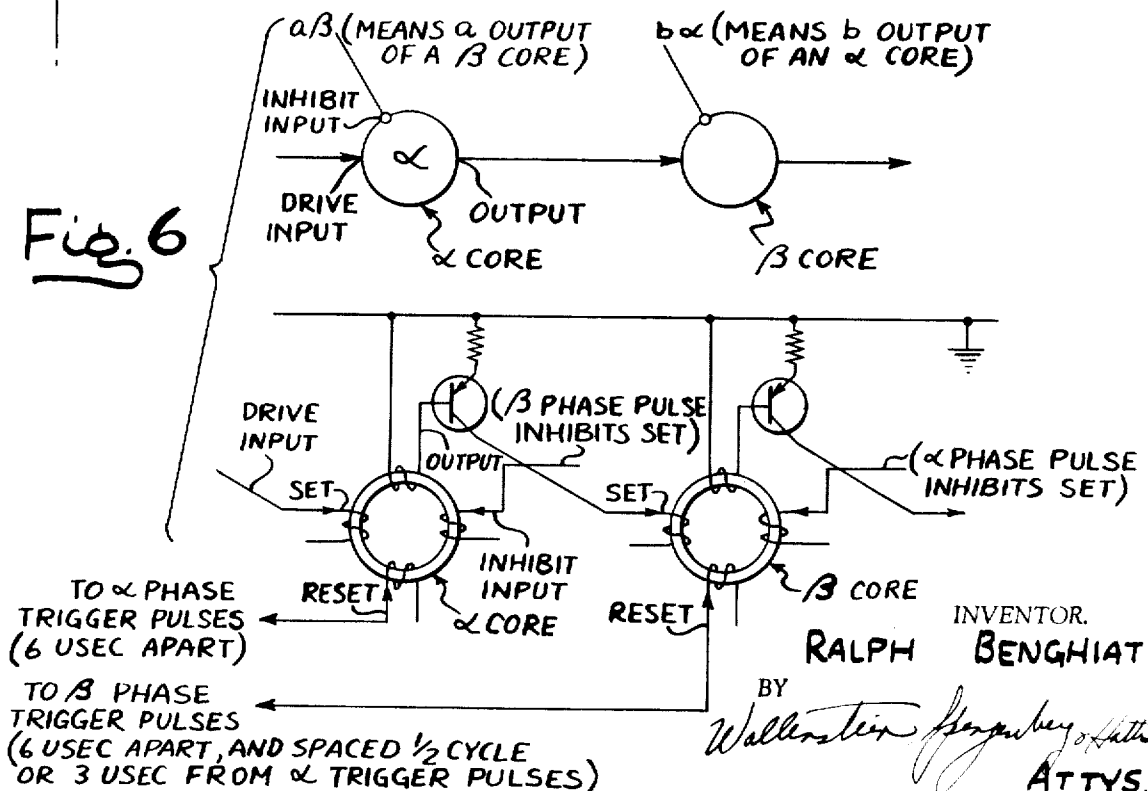 aβ (MEANS a OUTPUT
OF A β CORE)
bα (MEANS b OUTPUT
OF AN α CORE)
INHIBIT
INPUT
α
DRIVE
INPUT
OUTPUT
α CORE
β CORE
Fig. 6
DRIVE
INPUT
SET
OUTPUT
(β PHASE PULSE
INHIBITS SET)
SET
(α PHASE PULSE
INHIBITS SET)
INHIBIT
INPUT
RESET
α CORE
RESET
β CORE
TO α PHASE
TRIGGER PULSES
(6 USEC APART)
TO β PHASE
TRIGGER PULSES
(6 USEC APART, AND SPACED 1/2 CYCLE
OR 3 USEC FROM α TRIGGER PULSES)
INVENTOR.
RALPH BENGHIAT
BY
Wallenstein
ATTYS.